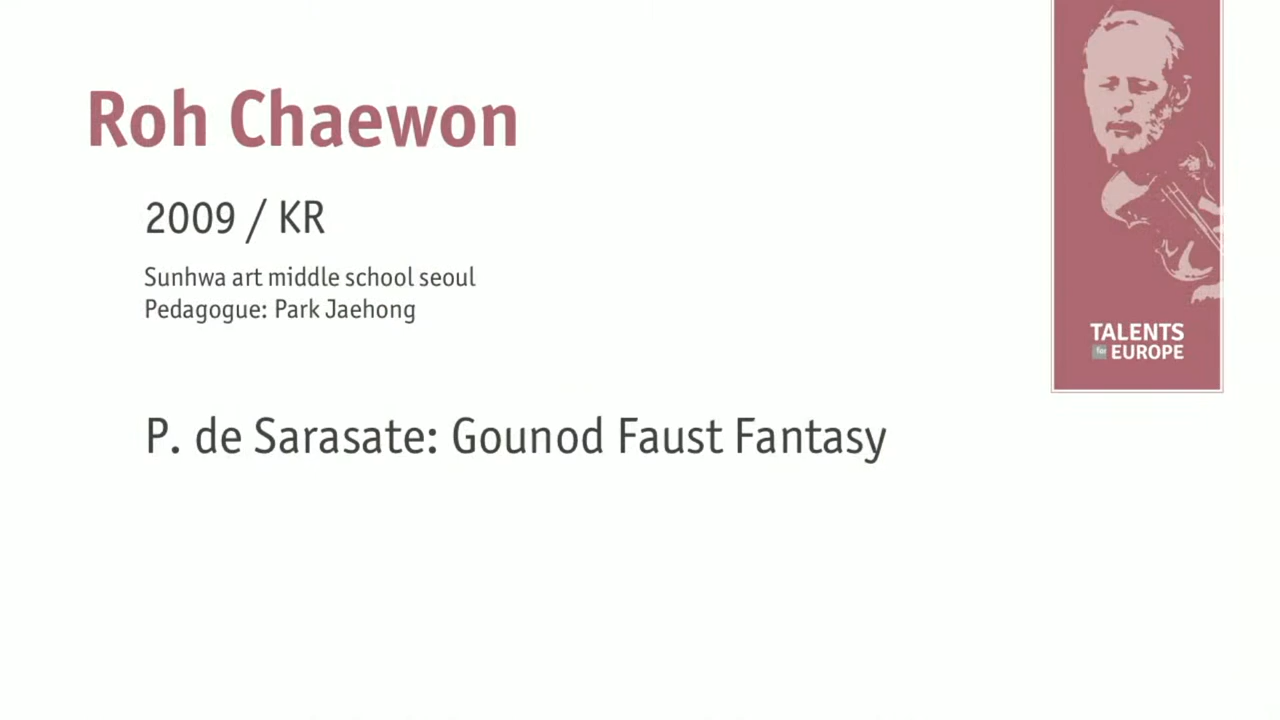 Roh Chaewon
2009 / KR
Sunhwa art middle school seoul
Pedagogue: Park Jaehong
P. de Sarasate: Gounod Faust Fantasy
TALENTS
for EUROPE